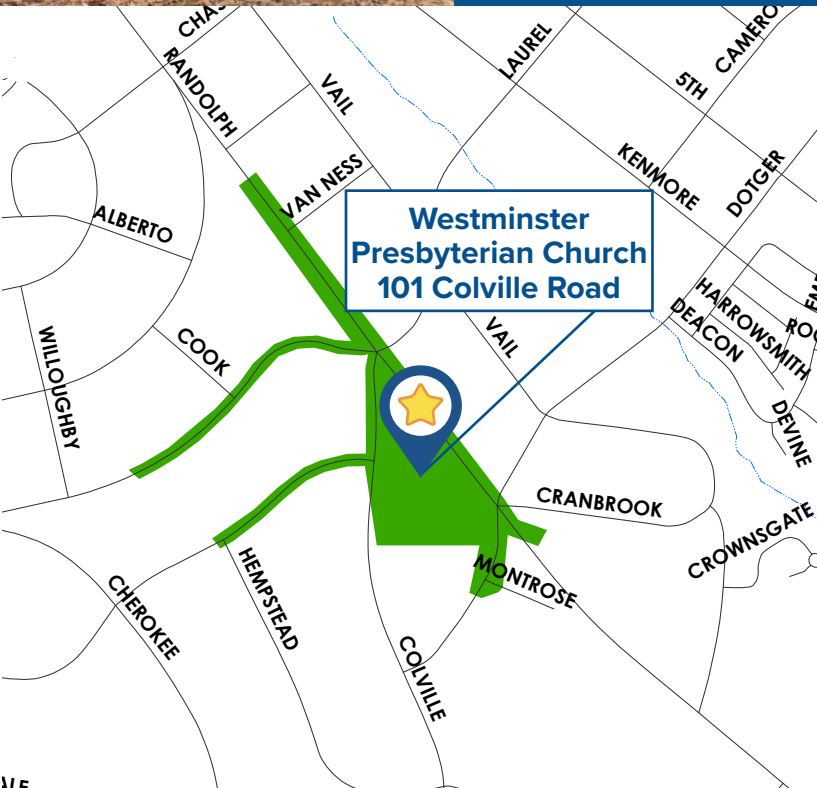 LAUREL
CAMERO
RANDOLPH
VAIL
5TH
KENMORE
VAN NESS
DOTGER
ALBERTO
Westminster
Presbyterian Church
101 Colville Road
HARROWSMITH
DEACON
VAIL
WILLOUGHBY
COOK
DEVINE
CRANBROOK
CROWNSGATE
MONTROSE
HEMPSTEAD
CHEROKEE
COLVILLE